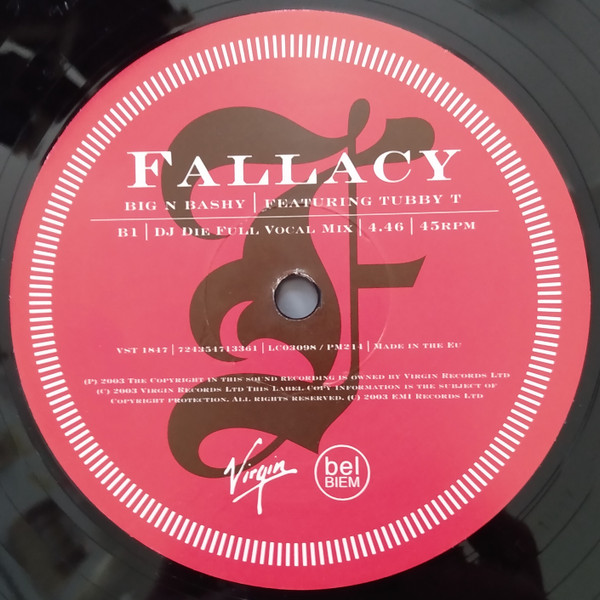 FALLACY
BIG N BASHY | FEATURING TUBBY T
B1 | DJ DIE FULL VOCAL MIX | 4.46 | 45RPM
VST 1847 | 724354713361 | LC03098 / PM214 | MADE IN THE EU
(P) 2003 THE COPYRIGHT IN THIS SOUND RECORDING IS OWNED BY VIRGIN RECORDS LTD
(C) 2003 VIRGIN RECORDS LTD THIS LABEL COPY INFORMATION IS THE SUBJECT OF
COPYRIGHT PROTECTION. ALL RIGHTS RESERVED. (C) 2003 EMI RECORDS LTD
Virgin
bel
BIEM